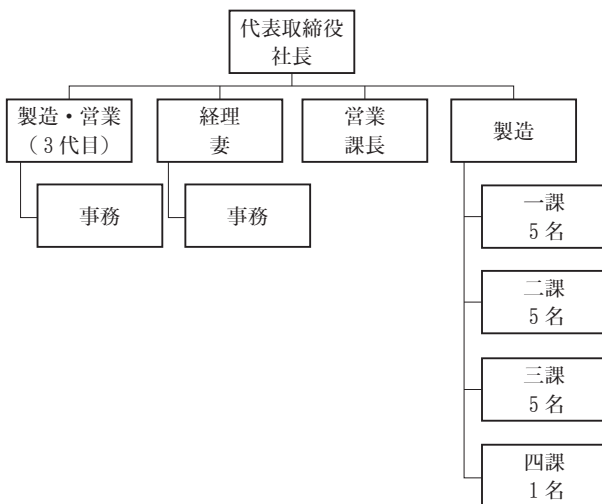 代表取締役
社長
製造・営業
（3代目）
経理
妻
営業
課長
製造
事務
事務
一課
5名
二課
5名
三課
5名
四課
1名